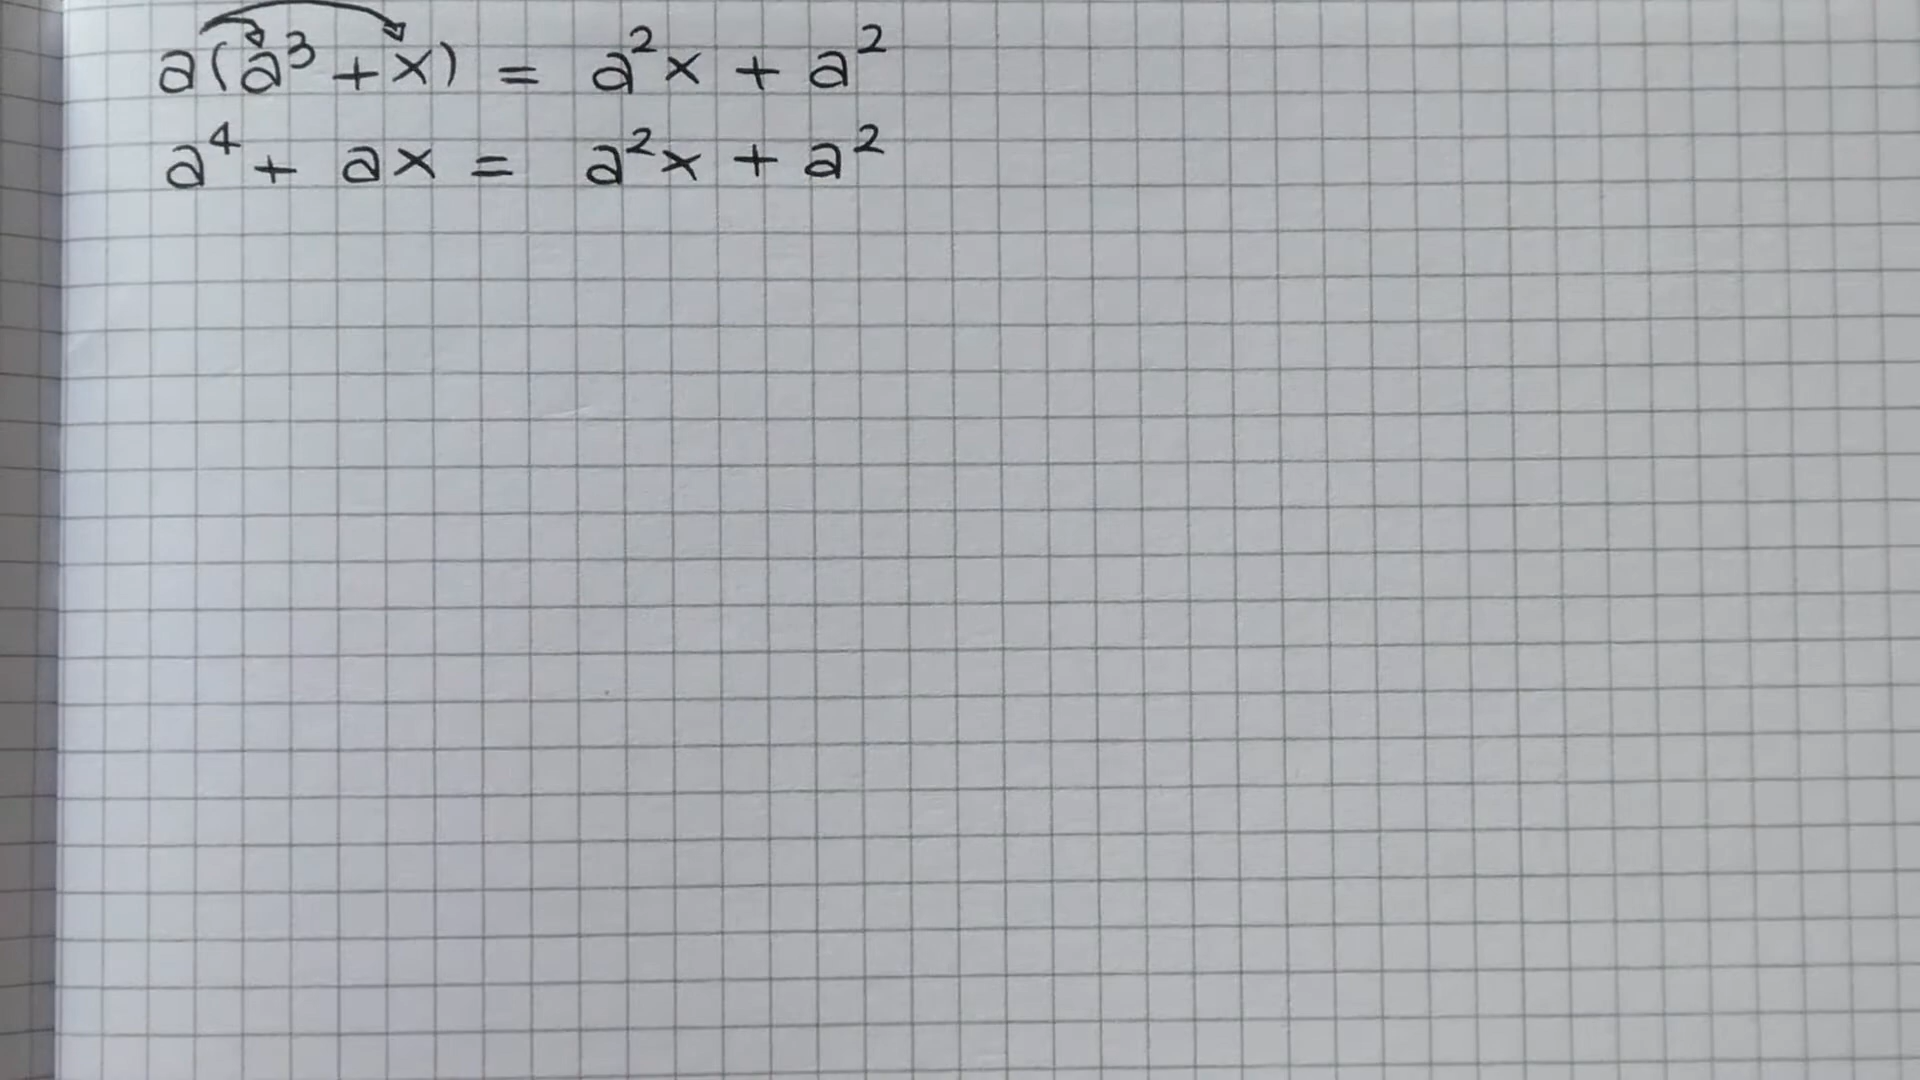 a(a³ + x) = a²x + a²
a⁴ + ax = a²x + a²